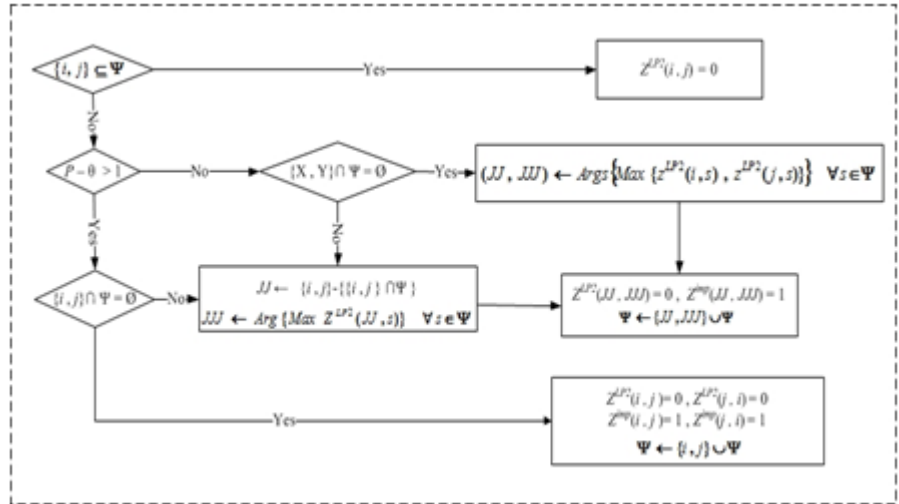 {i, j} ⊆ Ψ
Yes
Z^{LP2}(i, j) = 0
No
P − θ > 1
No
{X, Y} ∩ Ψ = Ø
Yes
(JJ, JJJ) ← Args{Max {z^{LP2}(i,s), z^{LP2}(j,s)}} ∀s∈Ψ
Yes
No
{i, j} ∩ Ψ = Ø
No
JJ ← {i,j}-{{i,j} ∩Ψ}
JJJ ← Arg {Max Z^{LP2}(JJ,s)} ∀s∈Ψ
Z^{LP2}(JJ, JJJ) = 0, Z^{imp}(JJ, JJJ) = 1
Ψ ← {JJ, JJJ} ∪ Ψ
Yes
Z^{LP2}(i, j) = 0, Z^{LP2}(j, i) = 0
Z^{imp}(i, j) = 1, Z^{imp}(j, i) = 1
Ψ ← {i, j} ∪ Ψ